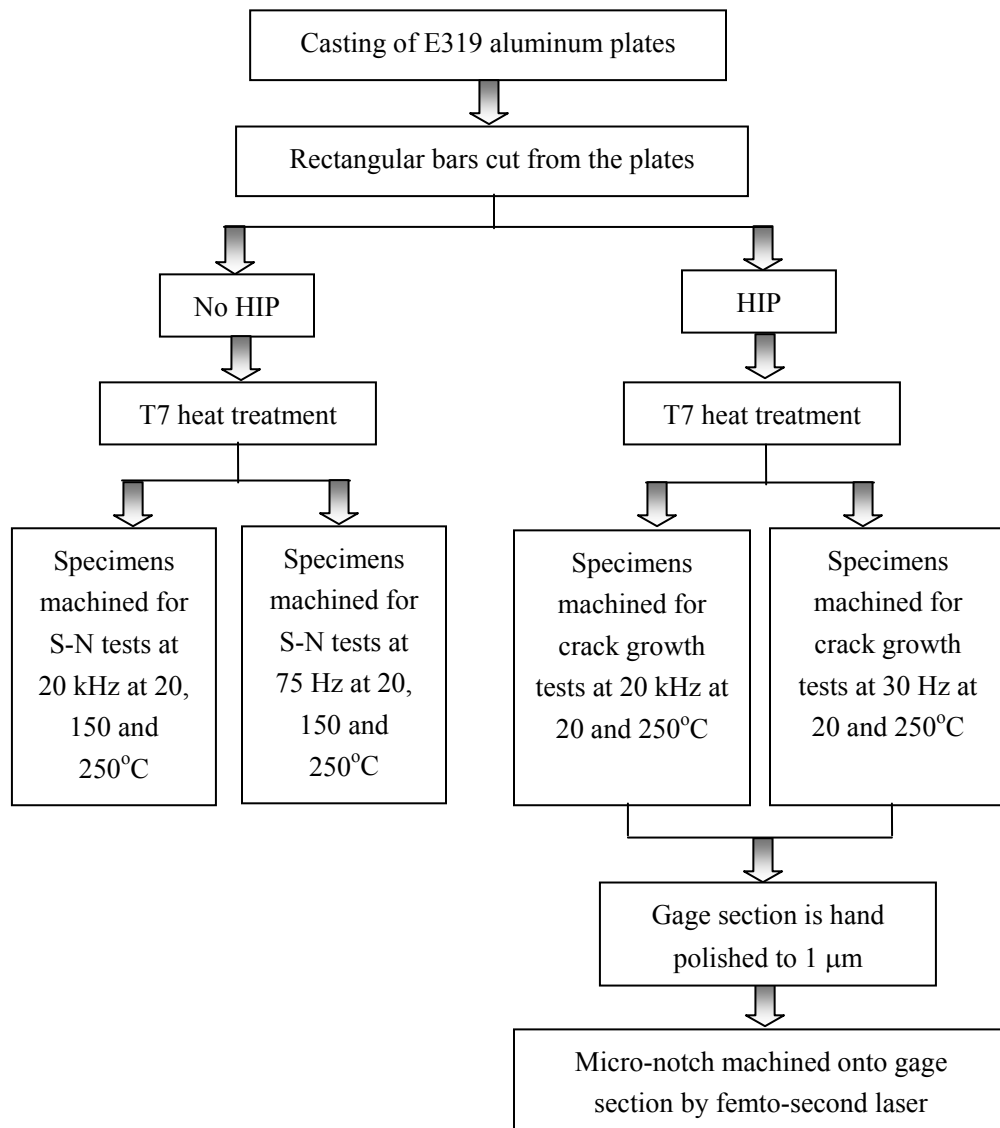 Casting of E319 aluminum plates
Rectangular bars cut from the plates
No HIP
HIP
T7 heat treatment
T7 heat treatment
Specimens
machined for
S-N tests at
20 kHz at 20,
150 and
250°C
Specimens
machined for
S-N tests at
75 Hz at 20,
150 and
250°C
Specimens
machined for
crack growth
tests at 20 kHz at
20 and 250°C
Specimens
machined for
crack growth
tests at 30 Hz at
20 and 250°C
Gage section is hand
polished to 1 μm
Micro-notch machined onto gage
section by femto-second laser